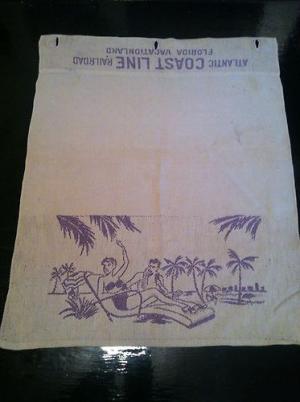 ATLANTIC COAST LINE RAILROAD
FLORIDA VACATIONLAND